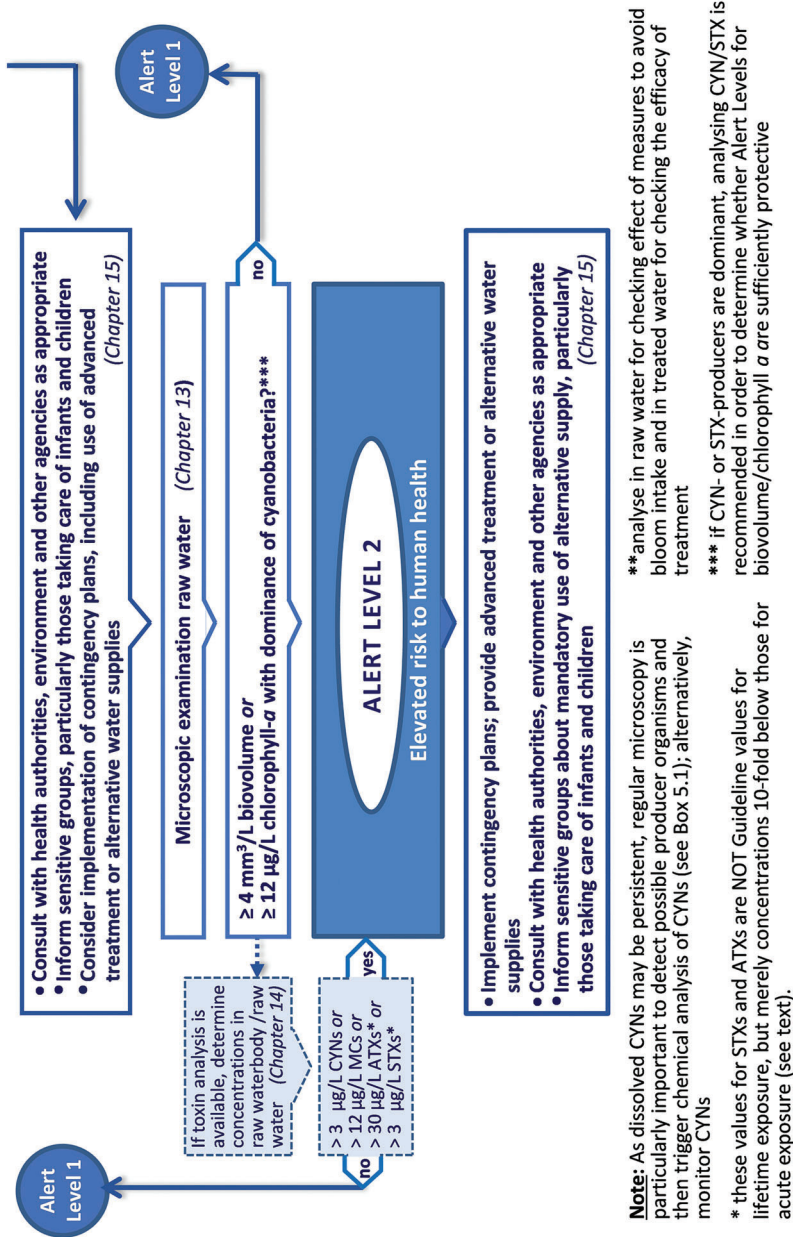 Alert
Level 1
• Consult with health authorities, environment and other agencies as appropriate
• Inform sensitive groups, particularly those taking care of infants and children
• Consider implementation of contingency plans, including use of advanced
treatment or alternative water supplies (Chapter 15)
Microscopic examination raw water (Chapter 13)
If toxin analysis is
available, determine
concentrations in
raw waterbody /raw
water (Chapter 14)
≥ 4 mm³/L biovolume or
≥ 12 µg/L chlorophyll-a with dominance of cyanobacteria?***
no
Alert
Level 1
> 3 µg/L CYNs or
> 12 µg/L MCs or
> 30 µg/L ATXs* or
> 3 µg/L STXs*
no
yes
ALERT LEVEL 2
Elevated risk to human health
• Implement contingency plans; provide advanced treatment or alternative water
supplies
• Consult with health authorities, environment and other agencies as appropriate
• Inform sensitive groups about mandatory use of alternative supply, particularly
those taking care of infants and children (Chapter 15)
Note: As dissolved CYNs may be persistent, regular microscopy is
particularly important to detect possible producer organisms and
then trigger chemical analysis of CYNs (see Box 5.1); alternatively,
monitor CYNs
* these values for STXs and ATXs are NOT Guideline values for
lifetime exposure, but merely concentrations 10-fold below those for
acute exposure (see text).
**analyse in raw water for checking effect of measures to avoid
bloom intake and in treated water for checking the efficacy of
treatment
*** if CYN- or STX-producers are dominant, analysing CYN/STX is
recommended in order to determine whether Alert Levels for
biovolume/chlorophyll a are sufficiently protective